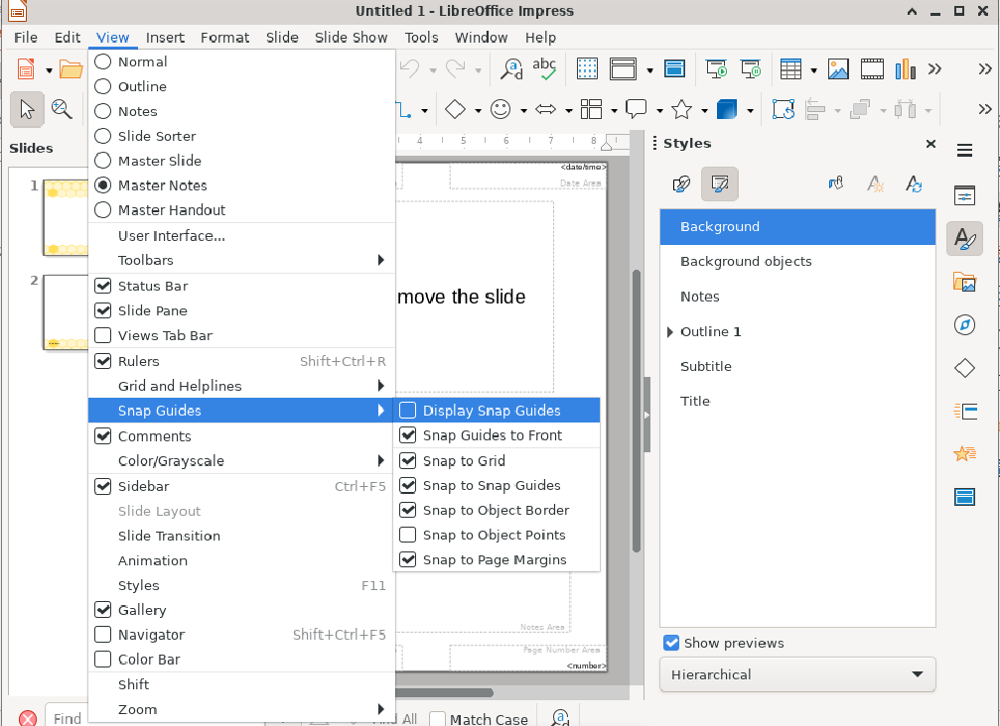 Untitled 1 - LibreOffice Impress
File Edit View Insert Format Slide Slide Show Tools Window Help
Normal
Outline
Notes
Slide Sorter
Master Slide
Master Notes
Master Handout
User Interface...
Toolbars
Status Bar
Slide Pane
Views Tab Bar
Rulers Shift+Ctrl+R
Grid and Helplines
Snap Guides
Comments
Color/Grayscale
Sidebar Ctrl+F5
Slide Layout
Slide Transition
Animation
Styles F11
Gallery
Navigator Shift+Ctrl+F5
Color Bar
Shift
Zoom
Display Snap Guides
Snap Guides to Front
Snap to Grid
Snap to Snap Guides
Snap to Object Border
Snap to Object Points
Snap to Page Margins
abc
Slides
1
2
4 5 6 7 8
<date/time>
Date Area
move the slide
Notes Area
Page Number Area
<number>
Styles
Background
Background objects
Notes
Outline 1
Subtitle
Title
Show previews
Hierarchical
Find
All
Match Case